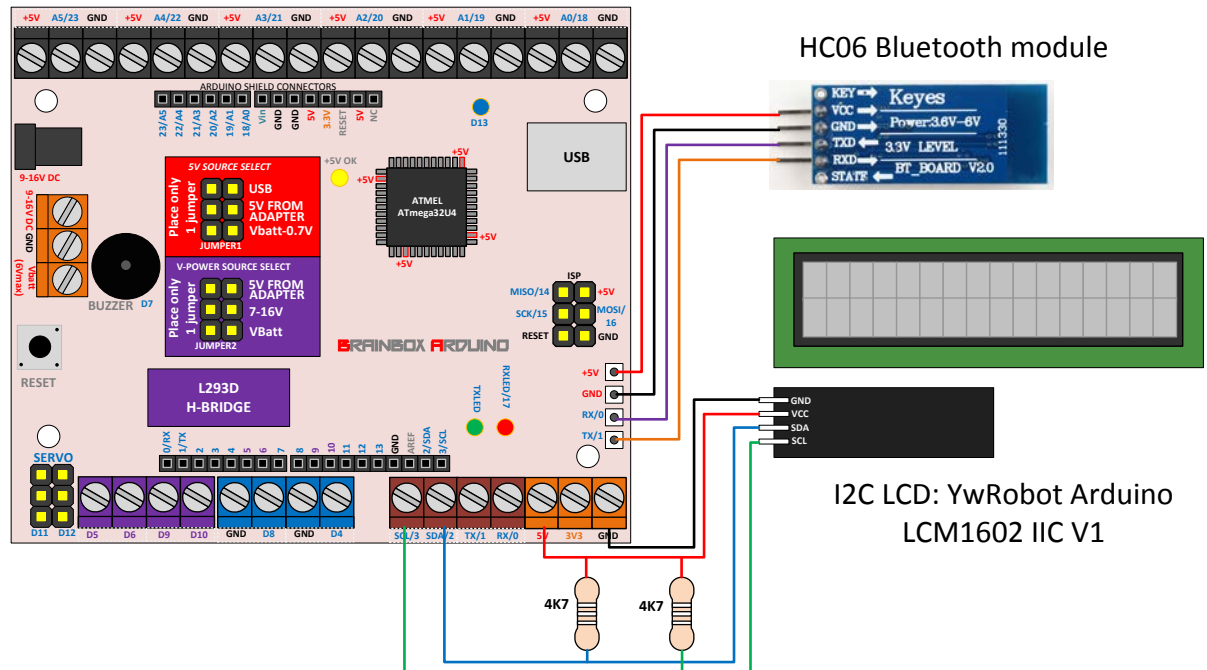 +5V A5/23 GND +5V A4/22 GND +5V A3/21 GND +5V A2/20 GND +5V A1/19 GND +5V A0/18 GND
ARDUINO SHIELD CONNECTORS
23/A5 22/A4 21/A3 20/A2 19/A1 18/A0 Vin GND GND 5V 3.3V RESET 5V NC
D13
USB
9-16V DC
9-16V DC GND Vbatt
(6Vmax)
5V SOURCE SELECT
Place only
1 jumper
USB
5V FROM
ADAPTER
Vbatt-0.7V
JUMPER1
+5V OK
+5V
+5V
+5V
+5V
ATMEL
ATmega32U4
V-POWER SOURCE SELECT
Place only
1 jumper
5V FROM
ADAPTER
7-16V
VBatt
JUMPER2
BUZZER D7
RESET
ISP
MISO/14 +5V
SCK/15 MOSI/
16
RESET GND
BRAINBOX ARDUINO
L293D
H-BRIDGE
TXLED
RXLED/17
+5V
GND
RX/0
TX/1
0/RX 1/TX 2 3 4 5 6 7 8 9 10 11 12 13 GND AREF 2/SDA 3/SCL
SERVO
D11 D12 D5 D6 D9 D10 GND D8 GND D4 SCL/3 SDA/2 TX/1 RX/0 5V 3V3 GND
4K7 4K7
HC06 Bluetooth module
KEY
VCC
GND
TXD
RXD
STATE
Keyes
Power:3.6V-6V
3.3V LEVEL
BT_BOARD V2.0
111330
GND
VCC
SDA
SCL
I2C LCD: YwRobot Arduino
LCM1602 IIC V1